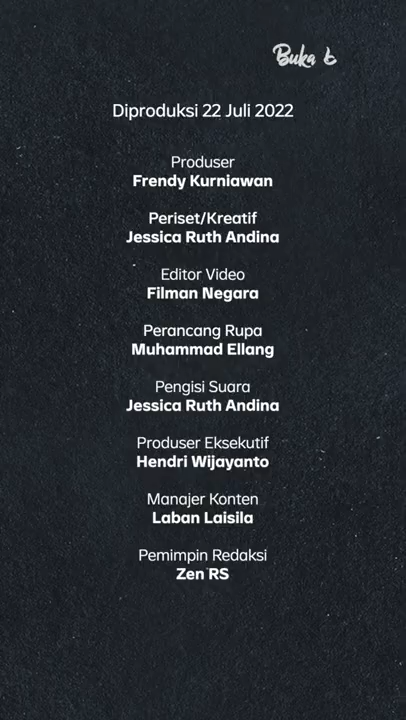 Buka
Diproduksi 22 Juli 2022
Produser
Frendy Kurniawan
Periset/Kreatif
Jessica Ruth Andina
Editor Video
Filman Negara
Perancang Rupa
Muhammad Ellang
Pengisi Suara
Jessica Ruth Andina
Produser Eksekutif
Hendri Wijayanto
Manajer Konten
Laban Laisila
Pemimpin Redaksi
Zen RS